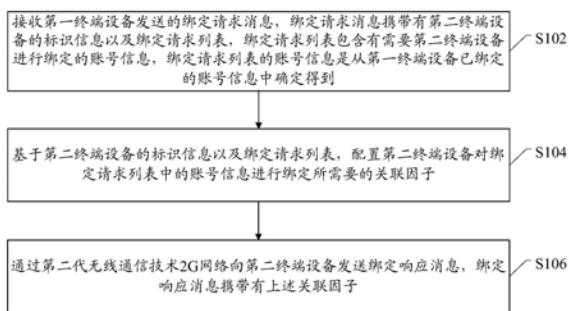 接收第一终端设备发送的绑定请求消息，绑定请求消息携带有第二终端设
备的标识信息以及绑定请求列表，绑定请求列表包含有需要第二终端设备
进行绑定的账号信息，绑定请求列表的账号信息是从第一终端设备已绑定
的账号信息中确定得到
S102
基于第二终端设备的标识信息以及绑定请求列表，配置第二终端设备对绑
定请求列表中的账号信息进行绑定所需要的关联因子
S104
通过第二代无线通信技术2G网络向第二终端设备发送绑定响应消息，绑定
响应消息携带有上述关联因子
S106